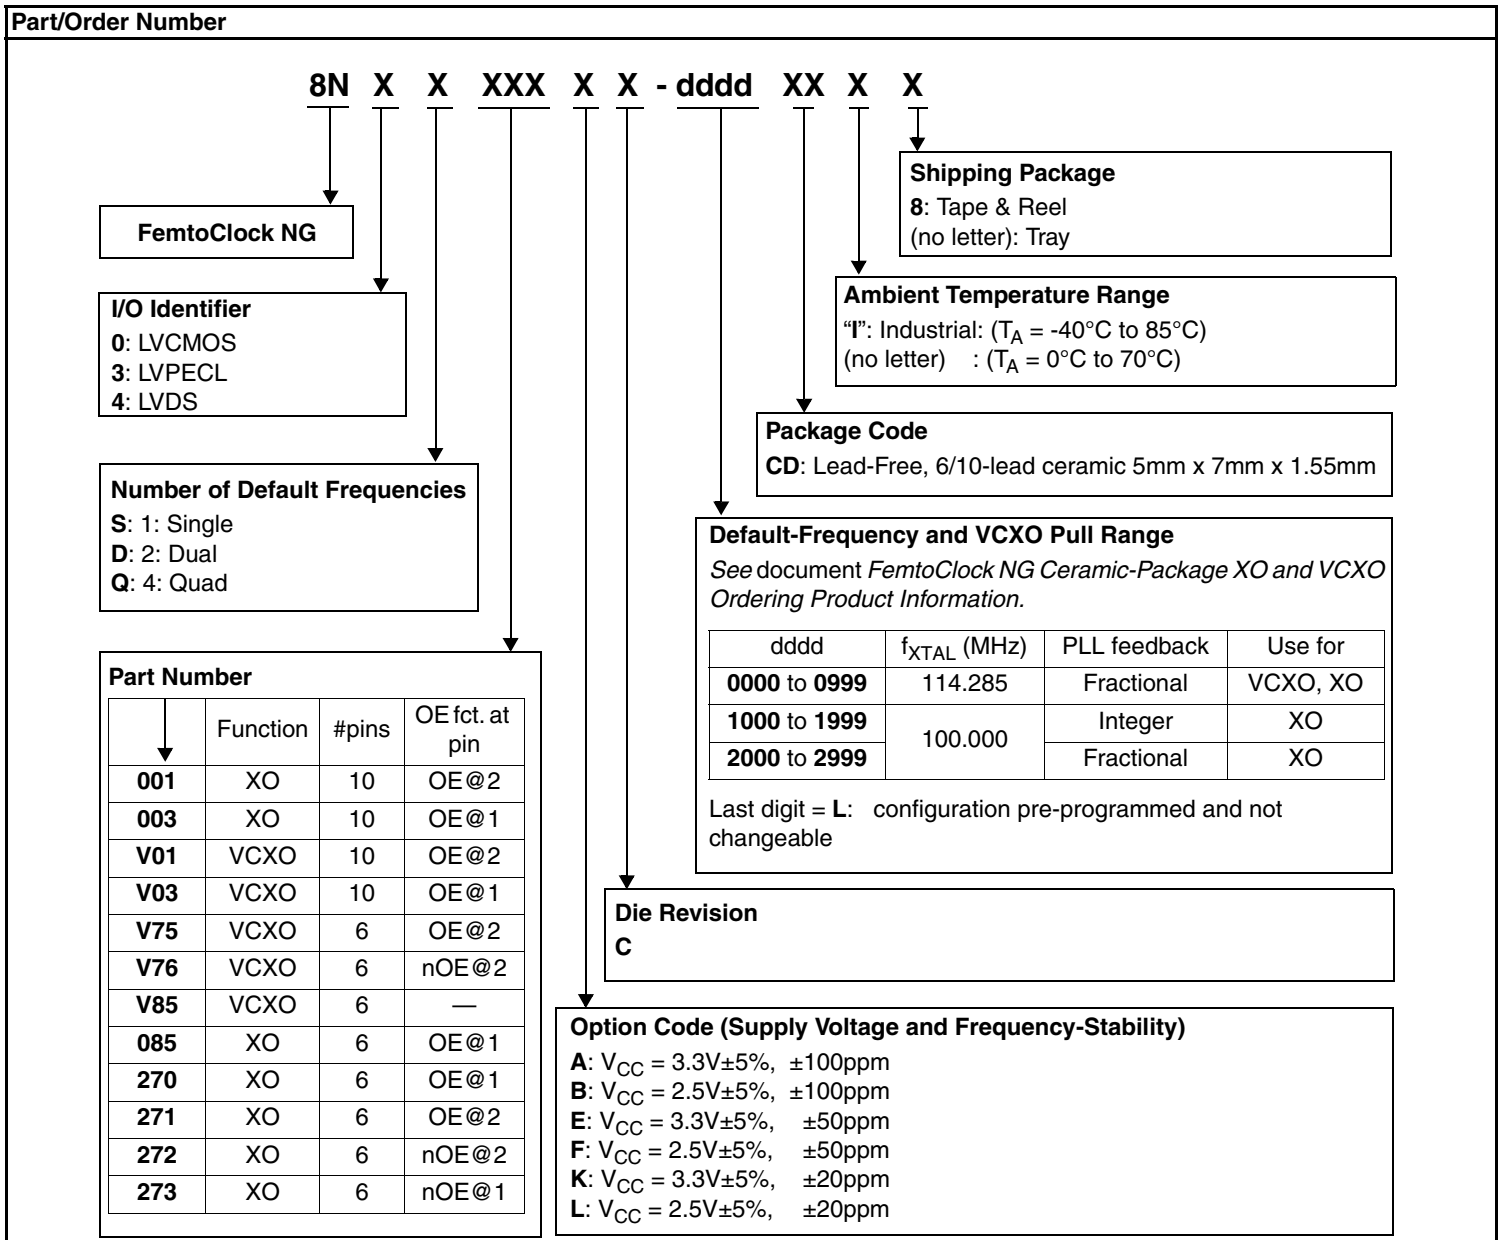 Part/Order Number
8N X X XXX X X - dddd XX X X
Shipping Package
8: Tape & Reel
(no letter): Tray
FemtoClock NG
Ambient Temperature Range
“I”: Industrial: (TA = -40°C to 85°C)
(no letter) : (TA = 0°C to 70°C)
I/O Identifier
0: LVCMOS
3: LVPECL
4: LVDS
Package Code
CD: Lead-Free, 6/10-lead ceramic 5mm x 7mm x 1.55mm
Number of Default Frequencies
S: 1: Single
D: 2: Dual
Q: 4: Quad
Default-Frequency and VCXO Pull Range
See document FemtoClock NG Ceramic-Package XO and VCXO
Ordering Product Information.
dddd fXTAL (MHz) PLL feedback Use for
0000 to 0999 114.285 Fractional VCXO, XO
1000 to 1999 100.000 Integer XO
2000 to 2999 Fractional XO
Last digit = L: configuration pre-programmed and not
changeable
Part Number
Function #pins OE fct. at
pin
001 XO 10 OE@2
003 XO 10 OE@1
V01 VCXO 10 OE@2
V03 VCXO 10 OE@1
V75 VCXO 6 OE@2
V76 VCXO 6 nOE@2
V85 VCXO 6 —
085 XO 6 OE@1
270 XO 6 OE@1
271 XO 6 OE@2
272 XO 6 nOE@2
273 XO 6 nOE@1
Die Revision
C
Option Code (Supply Voltage and Frequency-Stability)
A: VCC = 3.3V±5%, ±100ppm
B: VCC = 2.5V±5%, ±100ppm
E: VCC = 3.3V±5%, ±50ppm
F: VCC = 2.5V±5%, ±50ppm
K: VCC = 3.3V±5%, ±20ppm
L: VCC = 2.5V±5%, ±20ppm